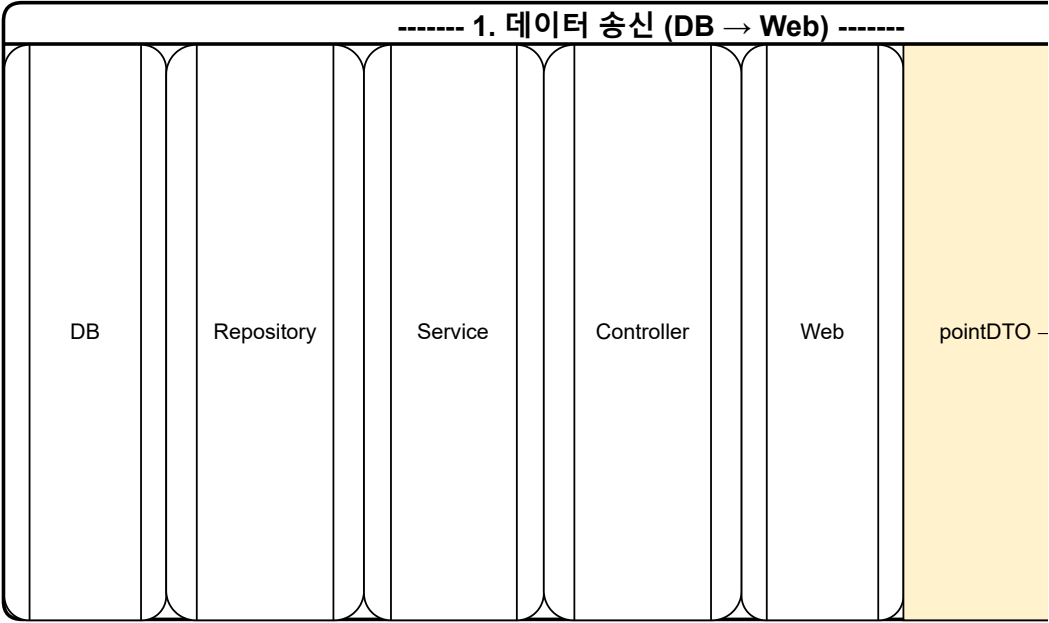 ------- 1. 데이터 송신 (DB → Web) -------
DB
Repository
Service
Controller
Web
pointDTO –